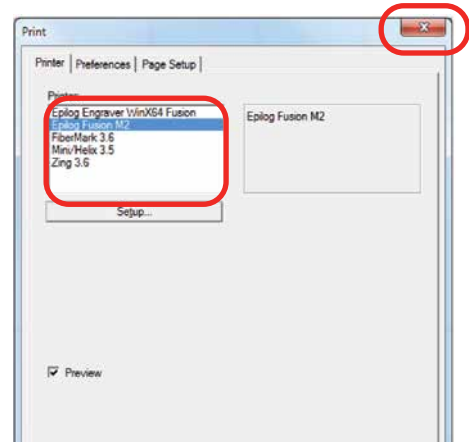 Print
Printer Preferences Page Setup
Printer
Epilog Engraver WinX64 Fusion
Epilog Fusion M2
FiberMark 3.6
Mini/Helix 3.5
Zing 3.6
Epilog Fusion M2
Setup...
Preview